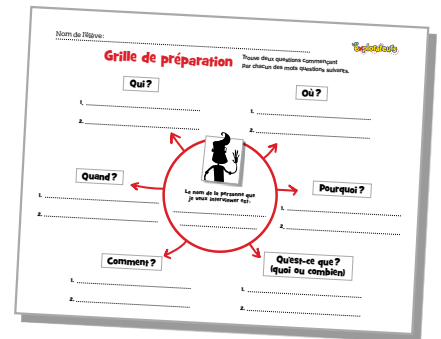 Nom de l'élève:
les explorateurs
Grille de préparation
Trouve deux questions commençant
Par chacun des mots questions suivants.
Qui ?
1.
2.
Où ?
1.
2.
Le nom de la personne que
je veux interviewer est:
Quand ?
1.
2.
Pourquoi ?
1.
2.
Comment ?
1.
2.
Qu'est-ce que ?
(quoi ou combien)
1.
2.